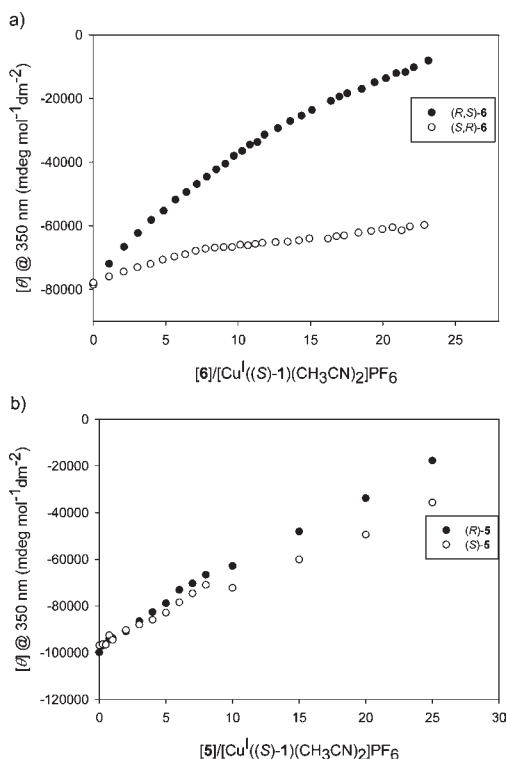 a)
[θ] @ 350 nm (mdeg mol⁻¹dm⁻²)
0
-20000
-40000
-60000
-80000
(R,S)-6
(S,R)-6
0 5 10 15 20 25
[6]/[Cuᴵ((S)-1)(CH₃CN)₂]PF₆
b)
[θ] @ 350 nm (mdeg mol⁻¹dm⁻²)
0
-20000
-40000
-60000
-80000
-100000
-120000
(R)-5
(S)-5
0 5 10 15 20 25 30
[5]/[Cuᴵ((S)-1)(CH₃CN)₂]PF₆